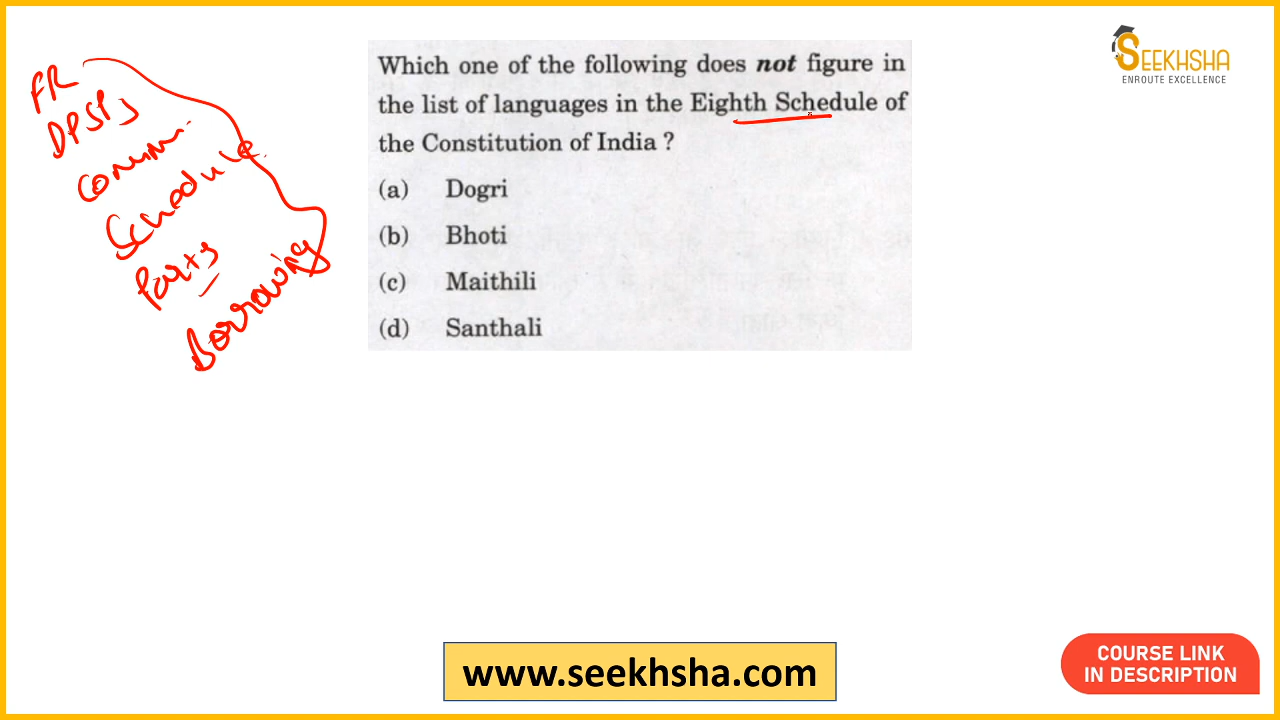 SEEKHSHA
ENROUTE EXCELLENCE
FR
DPSPs
Comm.
Schedule
Parts
Borrowing
Which one of the following does not figure in
the list of languages in the Eighth Schedule of
the Constitution of India ?
(a) Dogri
(b) Bhoti
(c) Maithili
(d) Santhali
www.seekhsha.com
COURSE LINK
IN DESCRIPTION